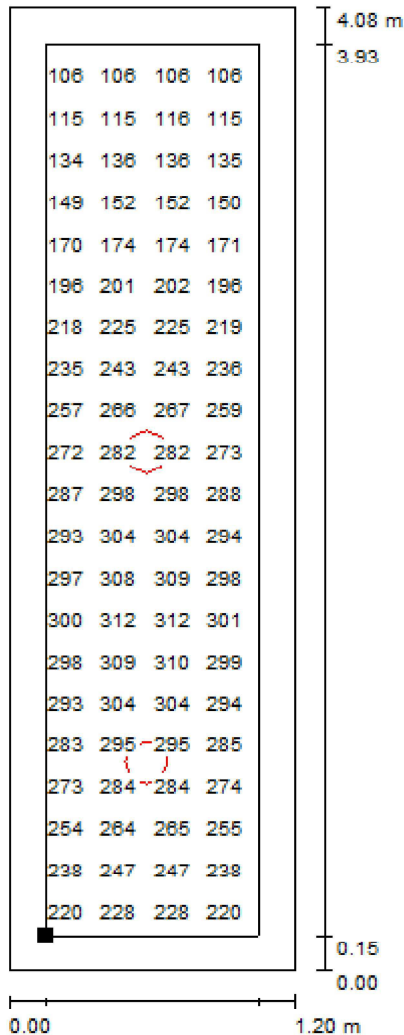 4.08 m
3.93
106 106 106 106
115 115 116 115
134 136 136 135
149 152 152 150
170 174 174 171
196 201 202 196
218 225 225 219
235 243 243 236
257 266 267 259
272 282 282 273
287 298 298 288
293 304 304 294
297 308 309 298
300 312 312 301
298 309 310 299
293 304 304 294
283 295 295 285
273 284 284 274
254 264 265 255
238 247 247 238
220 228 228 220
0.15
0.00
0.00 1.20 m